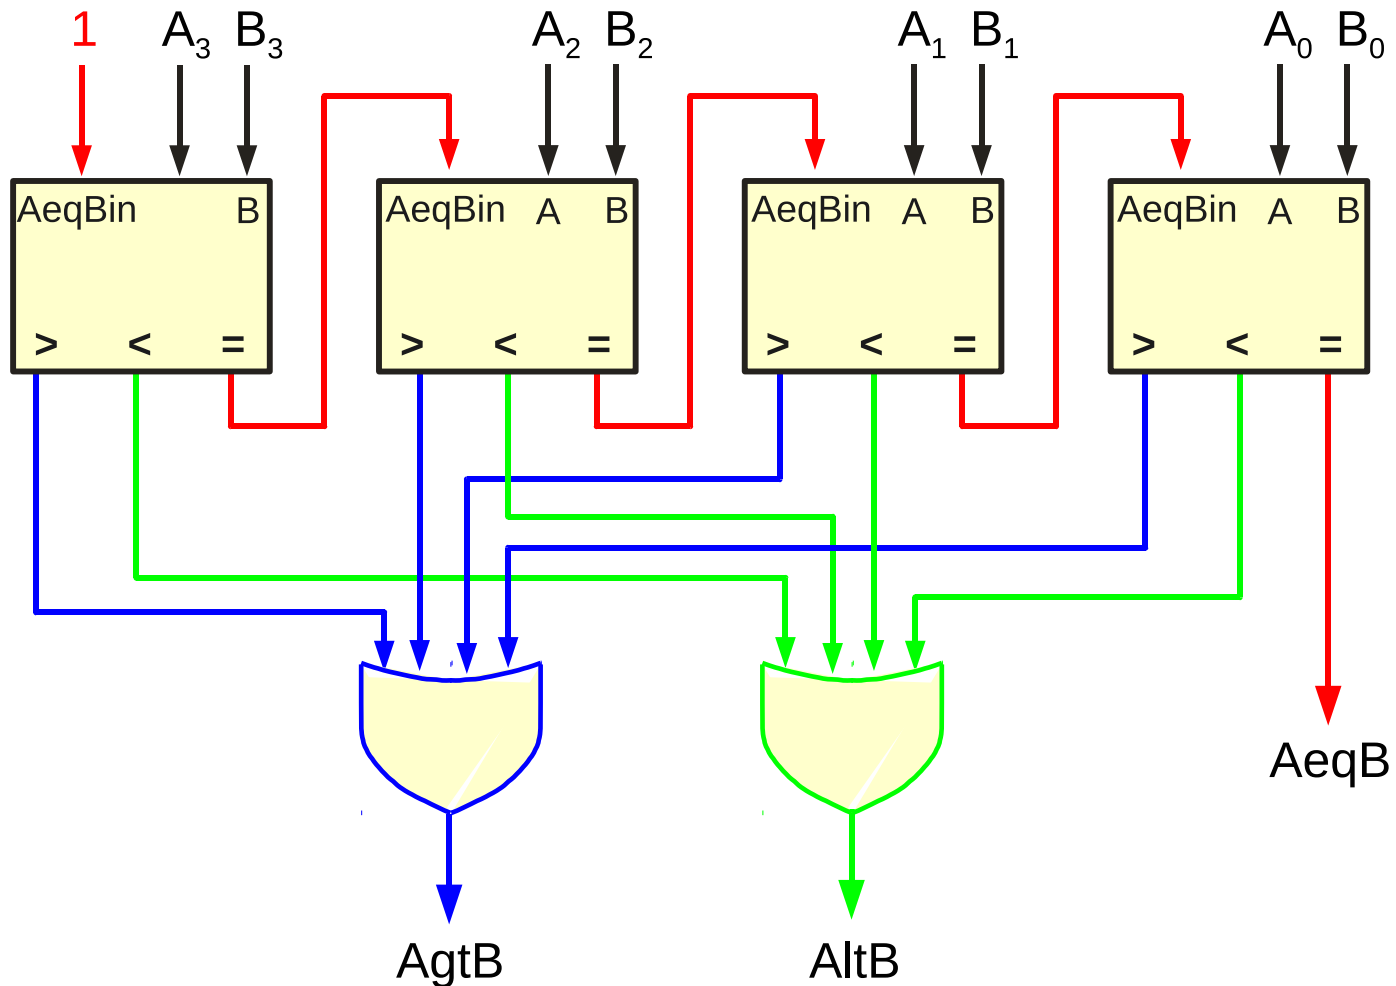 1 A3 B3 A2 B2 A1 B1 A0 B0
AeqBin B AeqBin A B AeqBin A B AeqBin A B
> < = > < = > < = > < =
AeqB
AgtB AltB